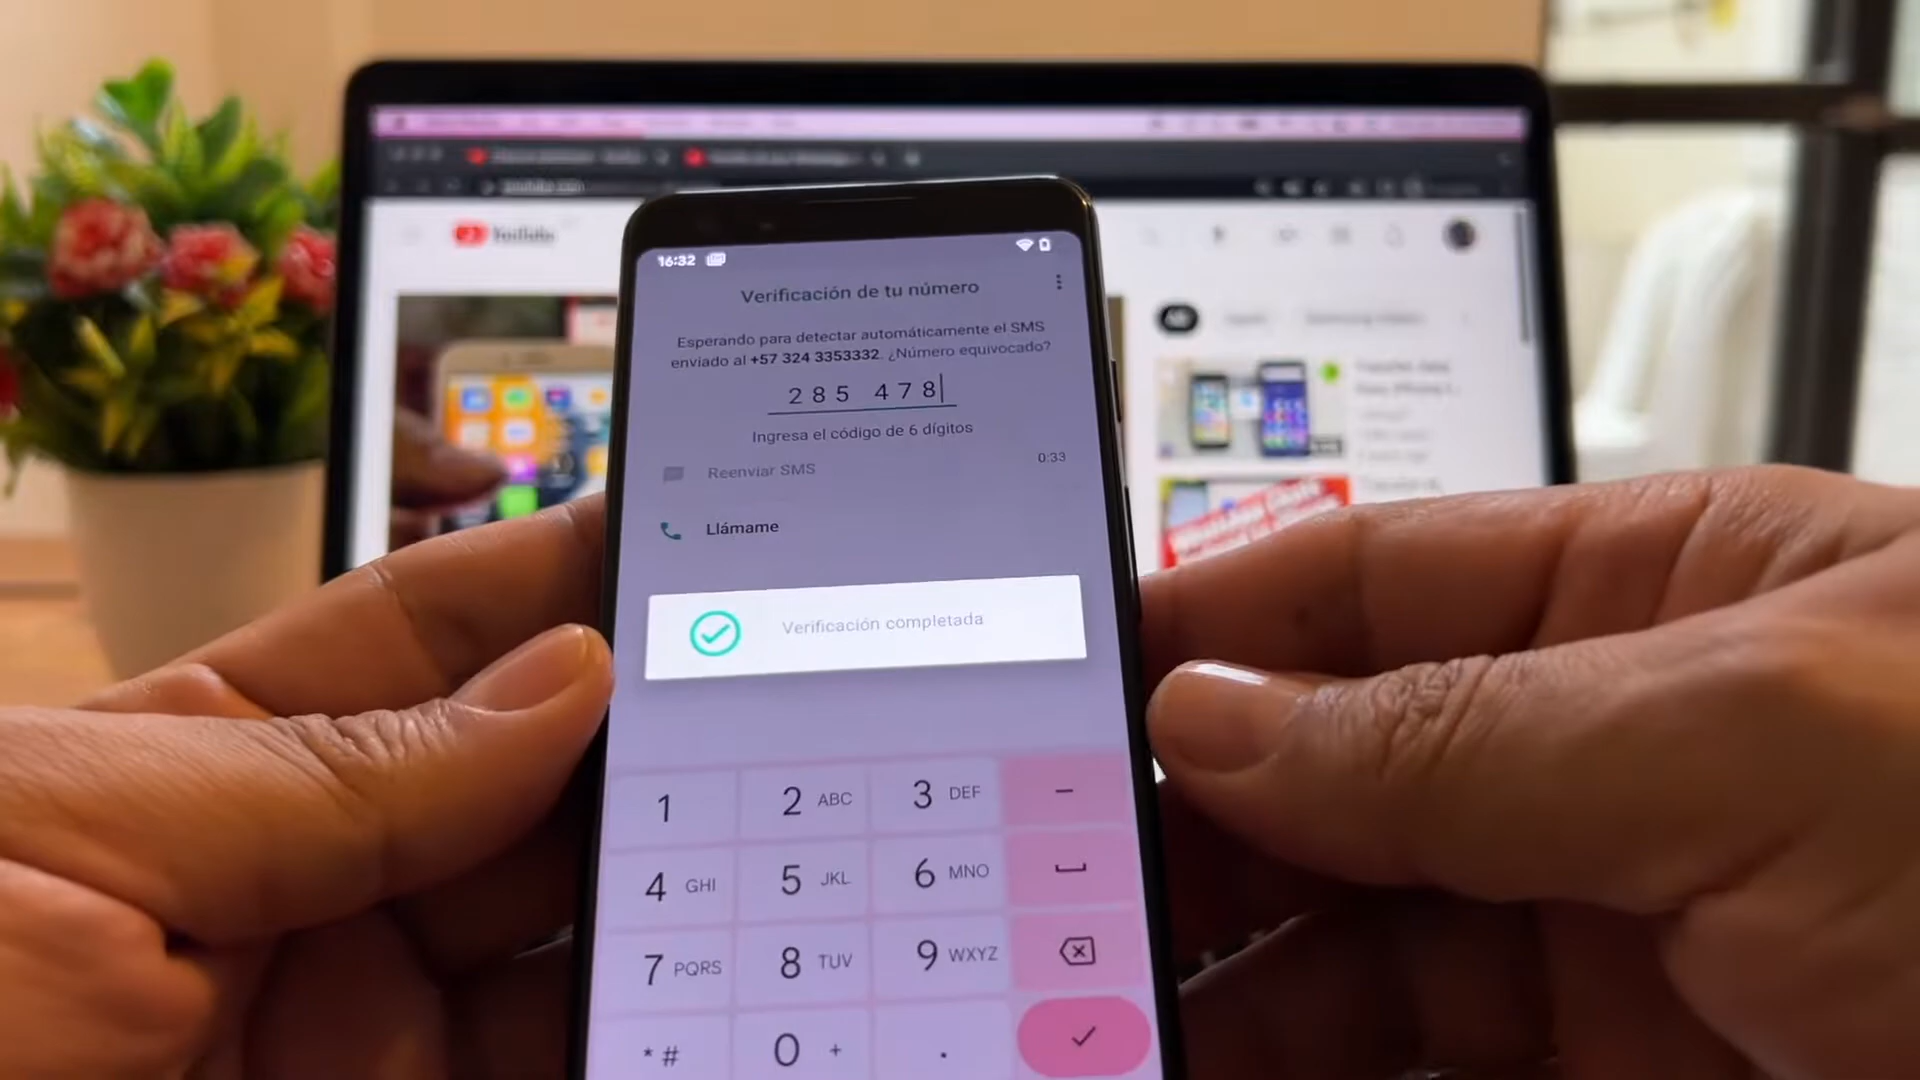 YouTube
16:32
Verificación de tu número
Esperando para detectar automáticamente el SMS
enviado al +57 324 3353332. ¿Número equivocado?
285 478
Ingresa el código de 6 dígitos
Reenviar SMS 0:33
Llámame
Verificación completada
1 2 ABC 3 DEF –
4 GHI 5 JKL 6 MNO
7 PQRS 8 TUV 9 WXYZ
* # 0 + .